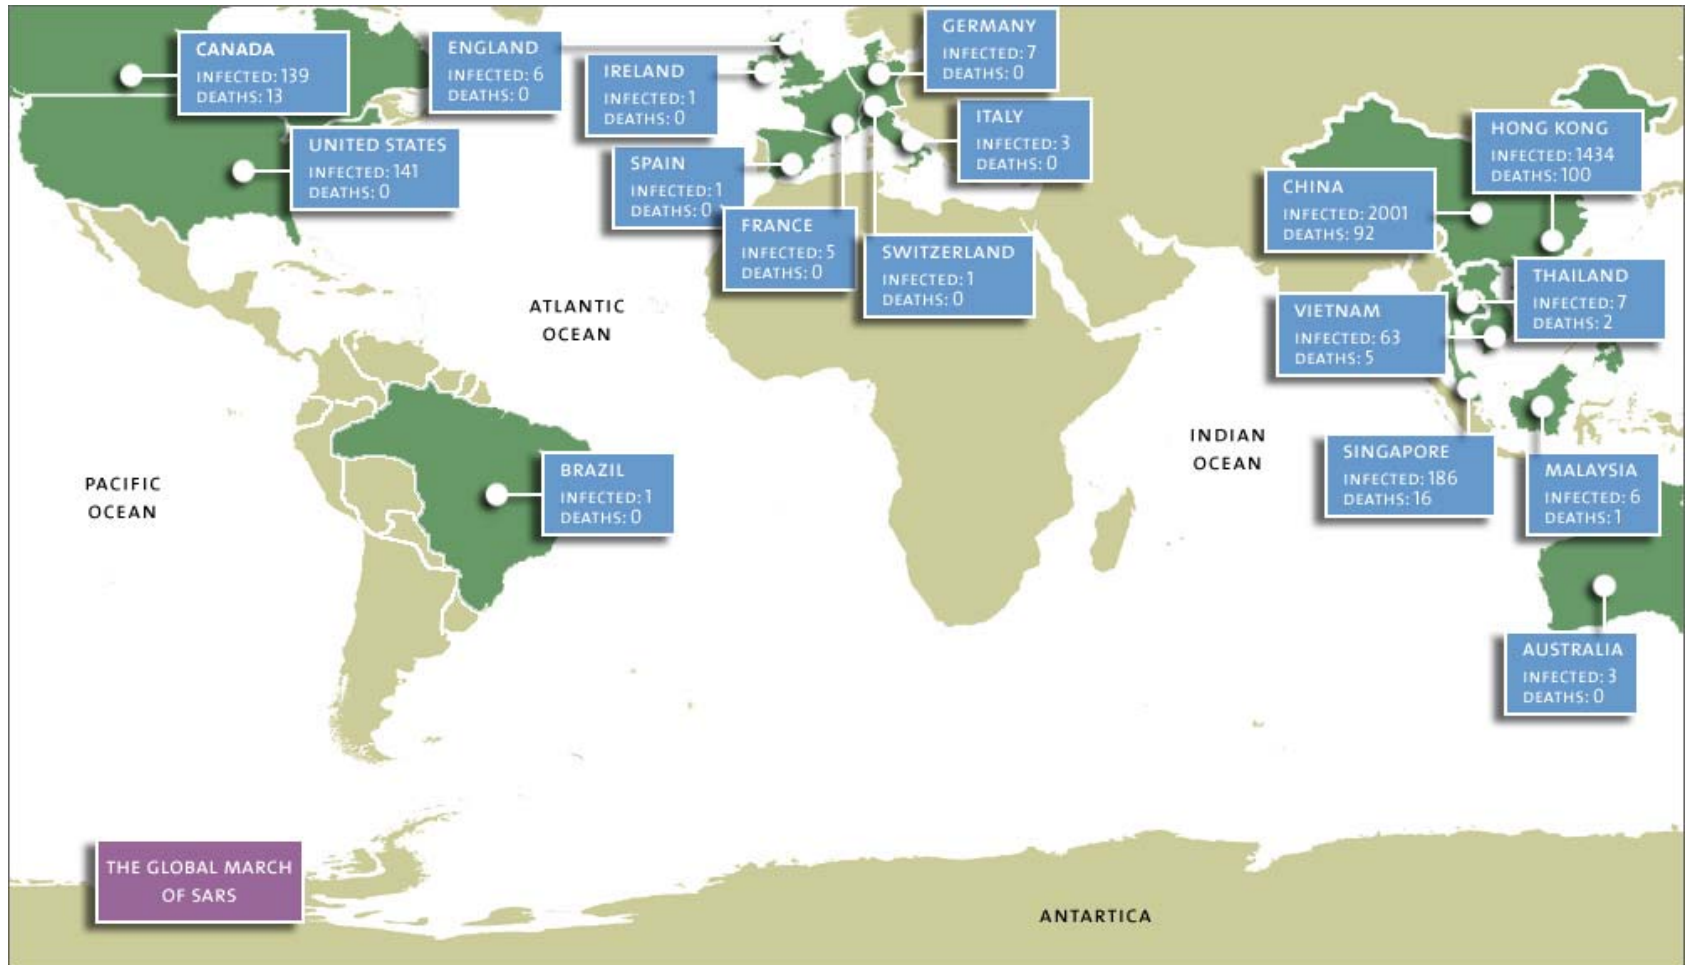 CANADA
INFECTED: 139
DEATHS: 13
UNITED STATES
INFECTED: 141
DEATHS: 0
ENGLAND
INFECTED: 6
DEATHS: 0
IRELAND
INFECTED: 1
DEATHS: 0
SPAIN
INFECTED: 1
DEATHS: 0
FRANCE
INFECTED: 5
DEATHS: 0
GERMANY
INFECTED: 7
DEATHS: 0
ITALY
INFECTED: 3
DEATHS: 0
SWITZERLAND
INFECTED: 1
DEATHS: 0
CHINA
INFECTED: 2001
DEATHS: 92
HONG KONG
INFECTED: 1434
DEATHS: 100
THAILAND
INFECTED: 7
DEATHS: 2
VIETNAM
INFECTED: 63
DEATHS: 5
SINGAPORE
INFECTED: 186
DEATHS: 16
MALAYSIA
INFECTED: 6
DEATHS: 1
AUSTRALIA
INFECTED: 3
DEATHS: 0
BRAZIL
INFECTED: 1
DEATHS: 0
ATLANTIC
OCEAN
PACIFIC
OCEAN
INDIAN
OCEAN
THE GLOBAL MARCH
OF SARS
ANTARTICA